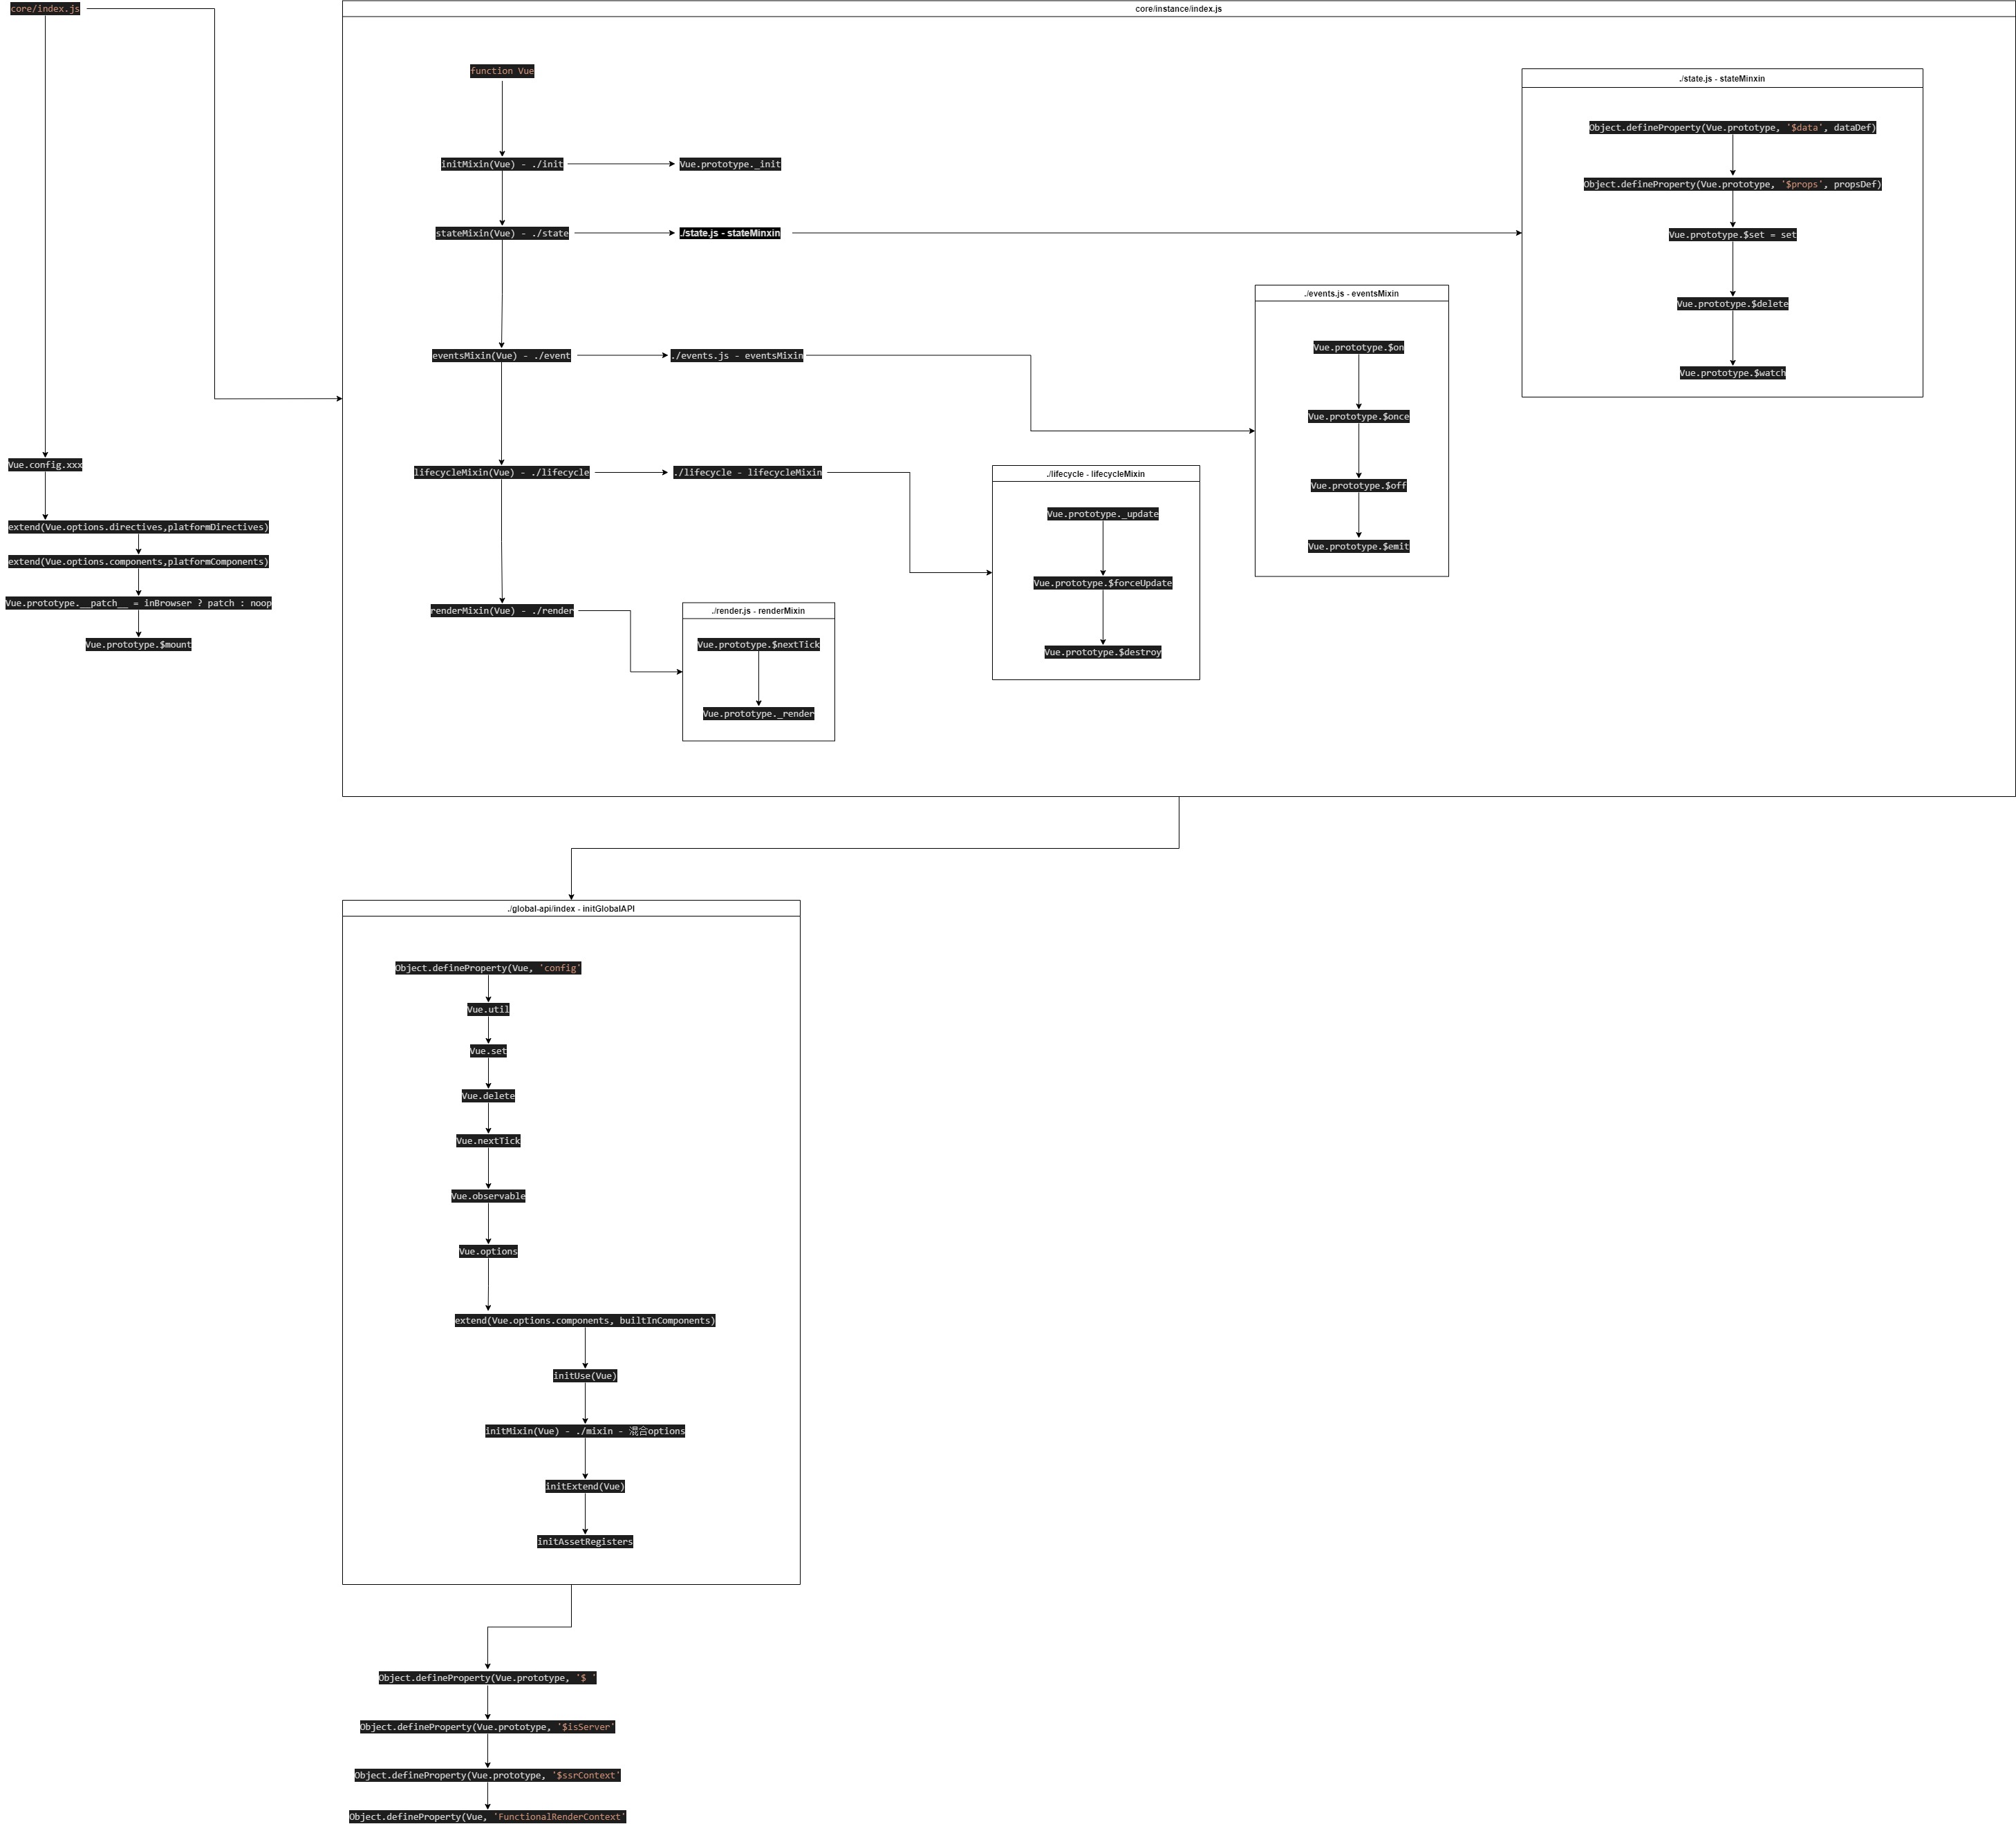 core/index.js
Vue.config.xxx
extend(Vue.options.directives,platformDirectives)
extend(Vue.options.components,platformComponents)
Vue.prototype.__patch__ = inBrowser ? patch : noop
Vue.prototype.$mount
core/instance/index.js
function Vue
initMixin(Vue) - ./init
Vue.prototype._init
stateMixin(Vue) - ./state
./state.js - stateMinxin
eventsMixin(Vue) - ./event
./events.js - eventsMixin
lifecycleMixin(Vue) - ./lifecycle
./lifecycle - lifecycleMixin
renderMixin(Vue) - ./render
./render.js - renderMixin
Vue.prototype.$nextTick
Vue.prototype._render
./lifecycle - lifecycleMixin
Vue.prototype._update
Vue.prototype.$forceUpdate
Vue.prototype.$destroy
./events.js - eventsMixin
Vue.prototype.$on
Vue.prototype.$once
Vue.prototype.$off
Vue.prototype.$emit
./state.js - stateMinxin
Object.defineProperty(Vue.prototype, '$data', dataDef)
Object.defineProperty(Vue.prototype, '$props', propsDef)
Vue.prototype.$set = set
Vue.prototype.$delete
Vue.prototype.$watch
./global-api/index - initGlobalAPI
Object.defineProperty(Vue, 'config'
Vue.util
Vue.set
Vue.delete
Vue.nextTick
Vue.observable
Vue.options
extend(Vue.options.components, builtInComponents)
initUse(Vue)
initMixin(Vue) - ./mixin - 混合options
initExtend(Vue)
initAssetRegisters
Object.defineProperty(Vue.prototype, '$ '
Object.defineProperty(Vue.prototype, '$isServer'
Object.defineProperty(Vue.prototype, '$ssrContext'
Object.defineProperty(Vue, 'FunctionalRenderContext'